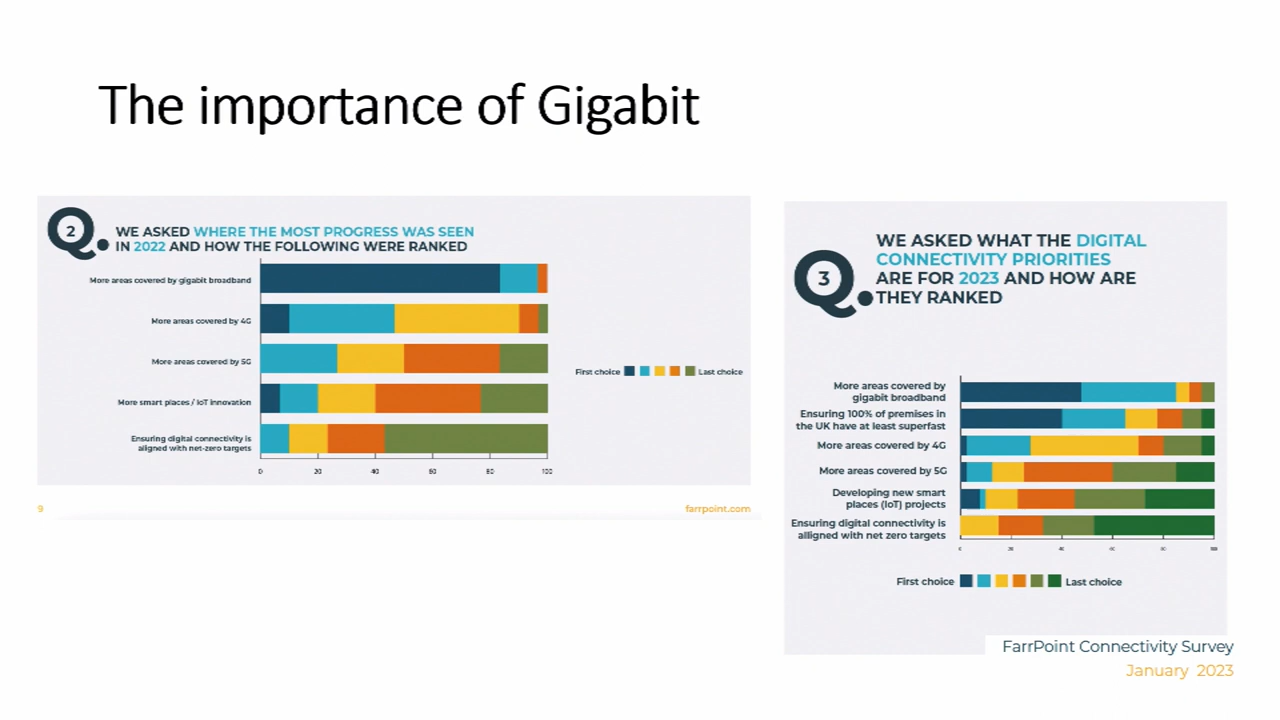 The importance of Gigabit
2
Q.
WE ASKED WHERE THE MOST PROGRESS WAS SEEN
IN 2022 AND HOW THE FOLLOWING WERE RANKED
More areas covered by gigabit broadband
More areas covered by 4G
More areas covered by 5G
More smart places / IoT innovation
Ensuring digital connectivity is
aligned with net-zero targets
0 20 40 60 80 100
First choice Last choice
9
farrpoint.com
3
Q.
WE ASKED WHAT THE DIGITAL
CONNECTIVITY PRIORITIES
ARE FOR 2023 AND HOW ARE
THEY RANKED
More areas covered by
gigabit broadband
Ensuring 100% of premises in
the UK have at least superfast
More areas covered by 4G
More areas covered by 5G
Developing new smart
places (IoT) projects
Ensuring digital connectivity is
alligned with net zero targets
0 20 40 60 80 100
First choice Last choice
FarrPoint Connectivity Survey
January 2023